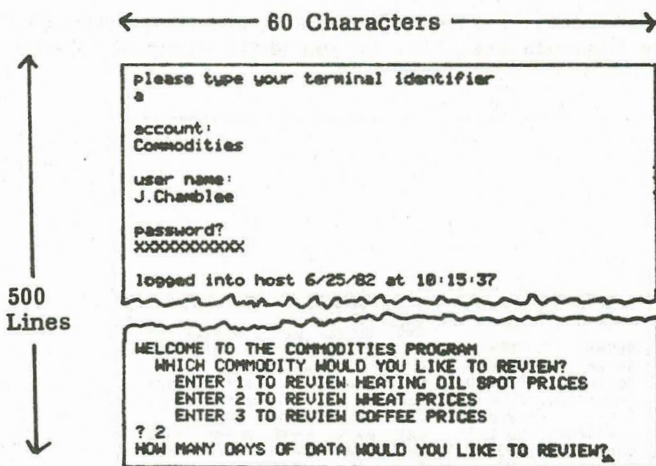 60 Characters
please type your terminal identifier
a
account:
Commodities
user name:
J.Chamblee
password?
XXXXXXXXXXX
logged into host 6/25/82 at 10:15:37
500
Lines
WELCOME TO THE COMMODITIES PROGRAM
WHICH COMMODITY WOULD YOU LIKE TO REVIEW?
ENTER 1 TO REVIEW HEATING OIL SPOT PRICES
ENTER 2 TO REVIEW WHEAT PRICES
ENTER 3 TO REVIEW COFFEE PRICES
? 2
HOW MANY DAYS OF DATA WOULD YOU LIKE TO REVIEW?